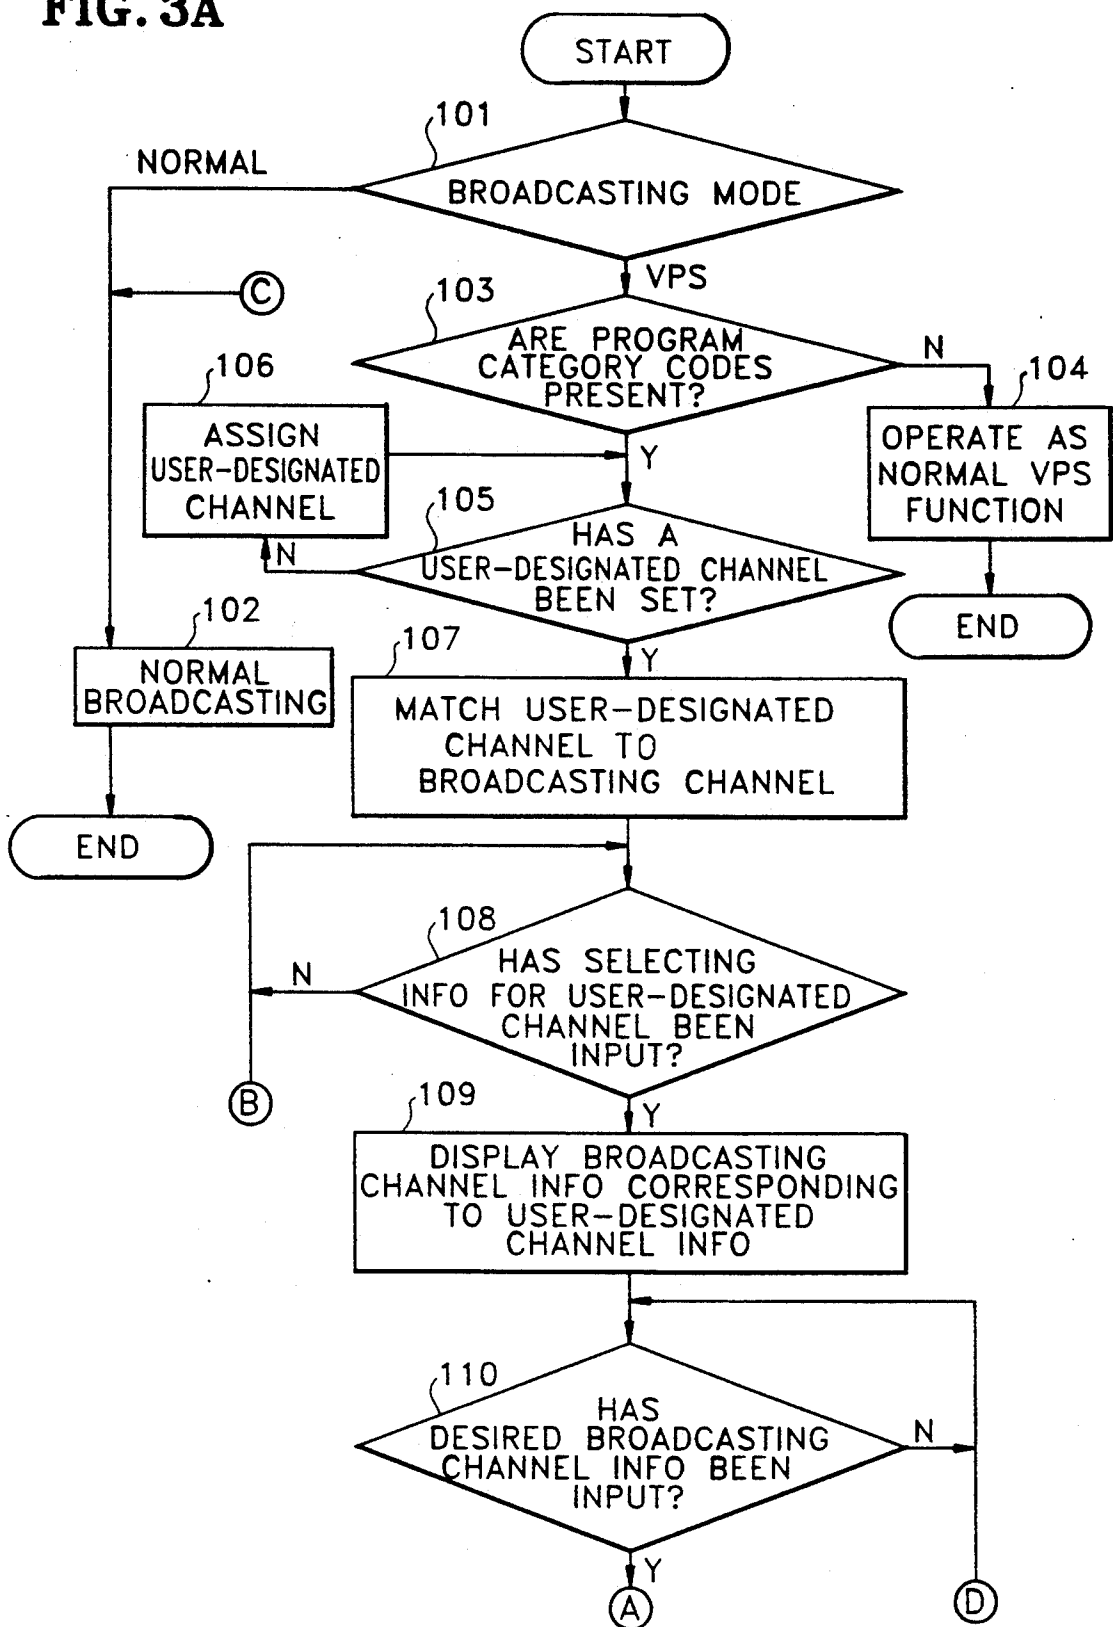 FIG. 3A
START
101
NORMAL
BROADCASTING MODE
VPS
C
103
ARE PROGRAM
CATEGORY CODES
PRESENT?
N
106
104
ASSIGN
USER-DESIGNATED
CHANNEL
Y
OPERATE AS
NORMAL VPS
FUNCTION
105
HAS A
USER-DESIGNATED CHANNEL
BEEN SET?
N
END
102
107
Y
NORMAL
BROADCASTING
MATCH USER-DESIGNATED
CHANNEL TO
BROADCASTING CHANNEL
END
108
HAS SELECTING
INFO FOR USER-DESIGNATED
CHANNEL BEEN
INPUT?
N
B
109
Y
DISPLAY BROADCASTING
CHANNEL INFO CORRESPONDING
TO USER-DESIGNATED
CHANNEL INFO
110
HAS
DESIRED BROADCASTING
CHANNEL INFO BEEN
INPUT?
N
Y
A
D